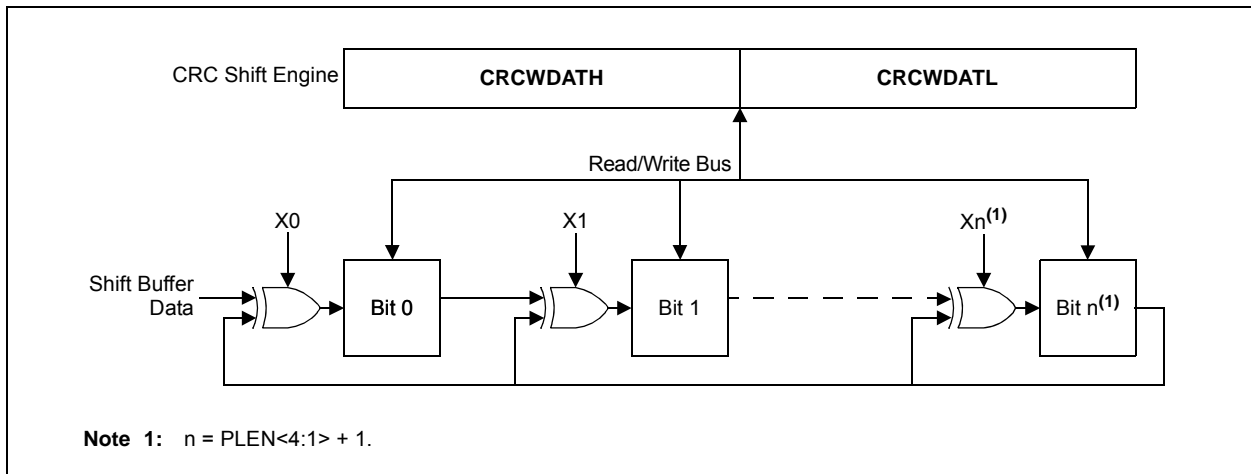 CRC Shift Engine CRCWDATH CRCWDATL
Read/Write Bus
X0 X1 Xn(1)
Shift Buffer
Data
Bit 0 Bit 1 Bit n(1)
Note 1: n = PLEN<4:1> + 1.